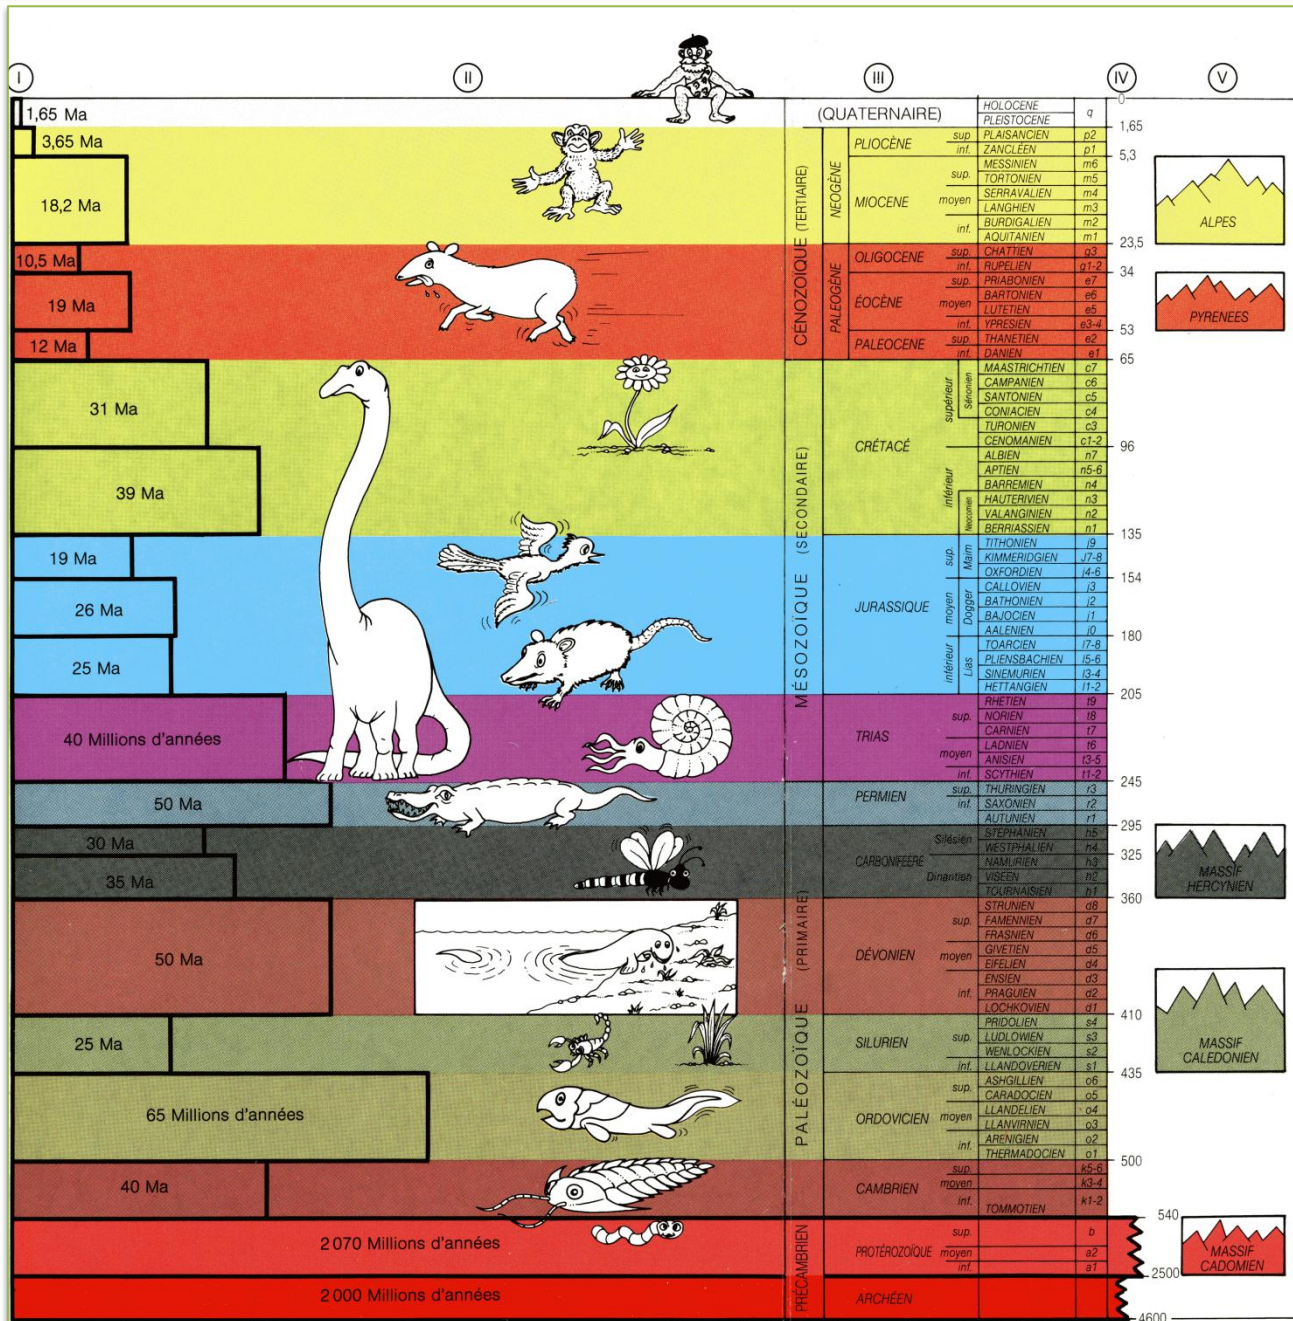 I II III IV V
1,65 Ma
3,65 Ma
18,2 Ma
10,5 Ma
19 Ma
12 Ma
31 Ma
39 Ma
19 Ma
26 Ma
25 Ma
40 Millions d'années
50 Ma
30 Ma
35 Ma
50 Ma
25 Ma
65 Millions d'années
40 Ma
2 070 Millions d'années
2 000 Millions d'années
CÉNOZOÏQUE (TERTIAIRE)
MÉSOZOÏQUE (SECONDAIRE)
PALÉOZOÏQUE (PRIMAIRE)
PRÉCAMBRIEN
NEOGÈNE
PALEOGÈNE
(QUATERNAIRE)
HOLOCENE
PLEISTOCENE
q
PLIOCÈNE
sup PLAISANCIEN p2
inf. ZANCLÉEN p1
MIOCENE
sup.
MESSINIEN m6
TORTONIEN m5
moyen
SERRAVALIEN m4
LANGHIEN m3
inf.
BURDIGALIEN m2
AQUITANIEN m1
OLIGOCENE
sup. CHATTIEN g3
inf. RUPELIEN g1-2
ÉOCÈNE
sup. PRIABONIEN e7
moyen
BARTONIEN e6
LUTETIEN e5
inf. YPRESIEN e3-4
PALEOCENE
sup. THANETIEN e2
inf. DANIEN e1
CRÉTACÉ
supérieur
Sénonien
MAASTRICHTIEN c7
CAMPANIEN c6
SANTONIEN c5
CONIACIEN c4
TURONIEN c3
CENOMANIEN c1-2
inférieur
ALBIEN n7
APTIEN n5-6
BARREMIEN n4
Neocomien
HAUTERIVIEN n3
VALANGINIEN n2
BERRIASSIEN n1
JURASSIQUE
sup.
Malm
TITHONIEN j9
KIMMERIDGIEN J7-8
OXFORDIEN j4-6
moyen
Dogger
CALLOVIEN j3
BATHONIEN j2
BAJOCIEN j1
AALENIEN j0
inférieur
Lias
TOARCIEN l7-8
PLIENSBACHIEN l5-6
SINEMURIEN l3-4
HETTANGIEN l1-2
TRIAS
sup.
RHETIEN t9
NORIEN t8
CARNIEN t7
moyen
LADNIEN t6
ANISIEN t3-5
inf. SCYTHIEN t1-2
PERMIEN
sup. THURINGIEN r3
inf. SAXONIEN r2
AUTUNIEN r1
CARBONIFEERE
Silésien
STEPHANIEN h5
WESTPHALIEN h4
NAMURIEN h3
Dinantien
VISEEN h2
TOURNAISIEN h1
DÉVONIEN
sup.
STRUNIEN d8
FAMENNIEN d7
FRASNIEN d6
moyen
GIVETIEN d5
EIFELIEN d4
inf.
ENSIEN d3
PRAGUIEN d2
LOCHKOVIEN d1
SILURIEN
sup.
PRIDOLIEN s4
LUDLOWIEN s3
WENLOCKIEN s2
inf. LLANDOVERIEN s1
ORDOVICIEN
sup.
ASHGILLIEN o6
CARADOCIEN o5
moyen
LLANDELIEN o4
LLANVIRNIEN o3
inf.
ARENIGIEN o2
THERMADOCIEN o1
CAMBRIEN
sup. k5-6
moyen k3-4
inf. TOMMOTIEN k1-2
PROTÉROZOÏQUE
sup. b
moyen a2
inf. a1
ARCHÉEN
0
1,65
5,3
23,5
34
53
65
96
135
154
180
205
245
295
325
360
410
435
500
540
2500
4600
ALPES
PYRENEES
MASSIF
HERCYNIEN
MASSIF
CALEDONIEN
MASSIF
CADOMIEN